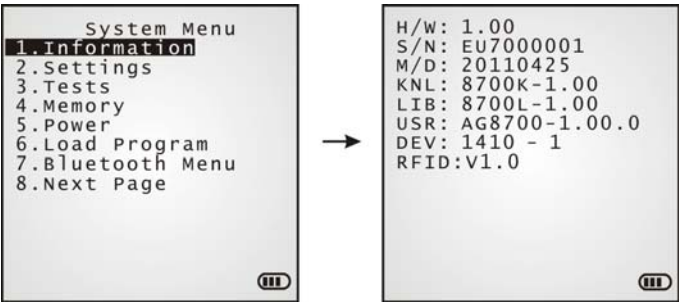 System Menu
1.Information
2.Settings
3.Tests
4.Memory
5.Power
6.Load Program
7.Bluetooth Menu
8.Next Page
H/W: 1.00
S/N: EU7000001
M/D: 20110425
KNL: 8700K-1.00
LIB: 8700L-1.00
USR: AG8700-1.00.0
DEV: 1410 - 1
RFID:V1.0